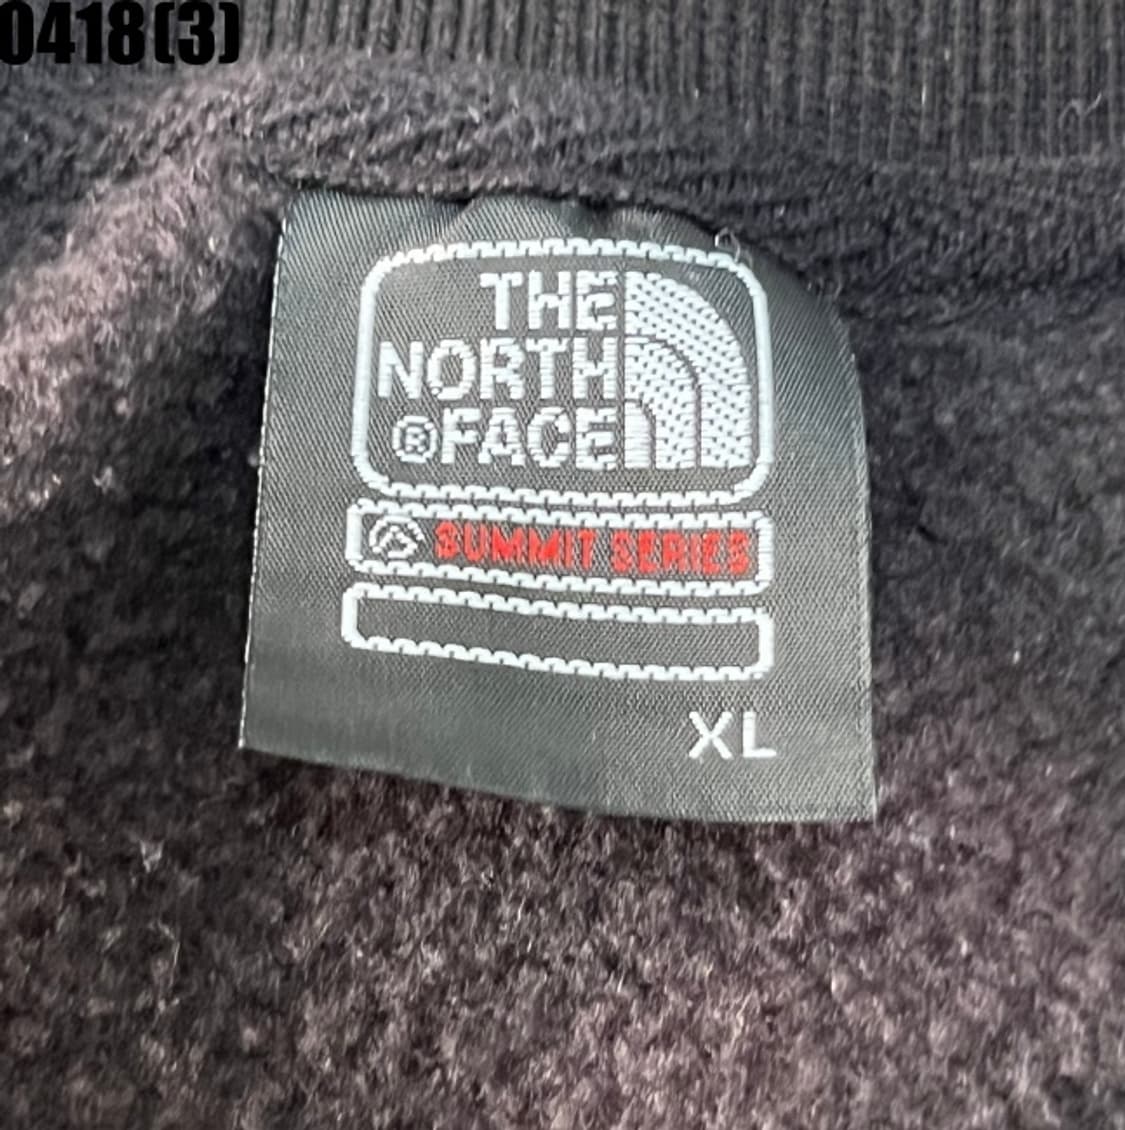 0418(3)
THE
NORTH
®FACE
SUMMIT SERIES
XL